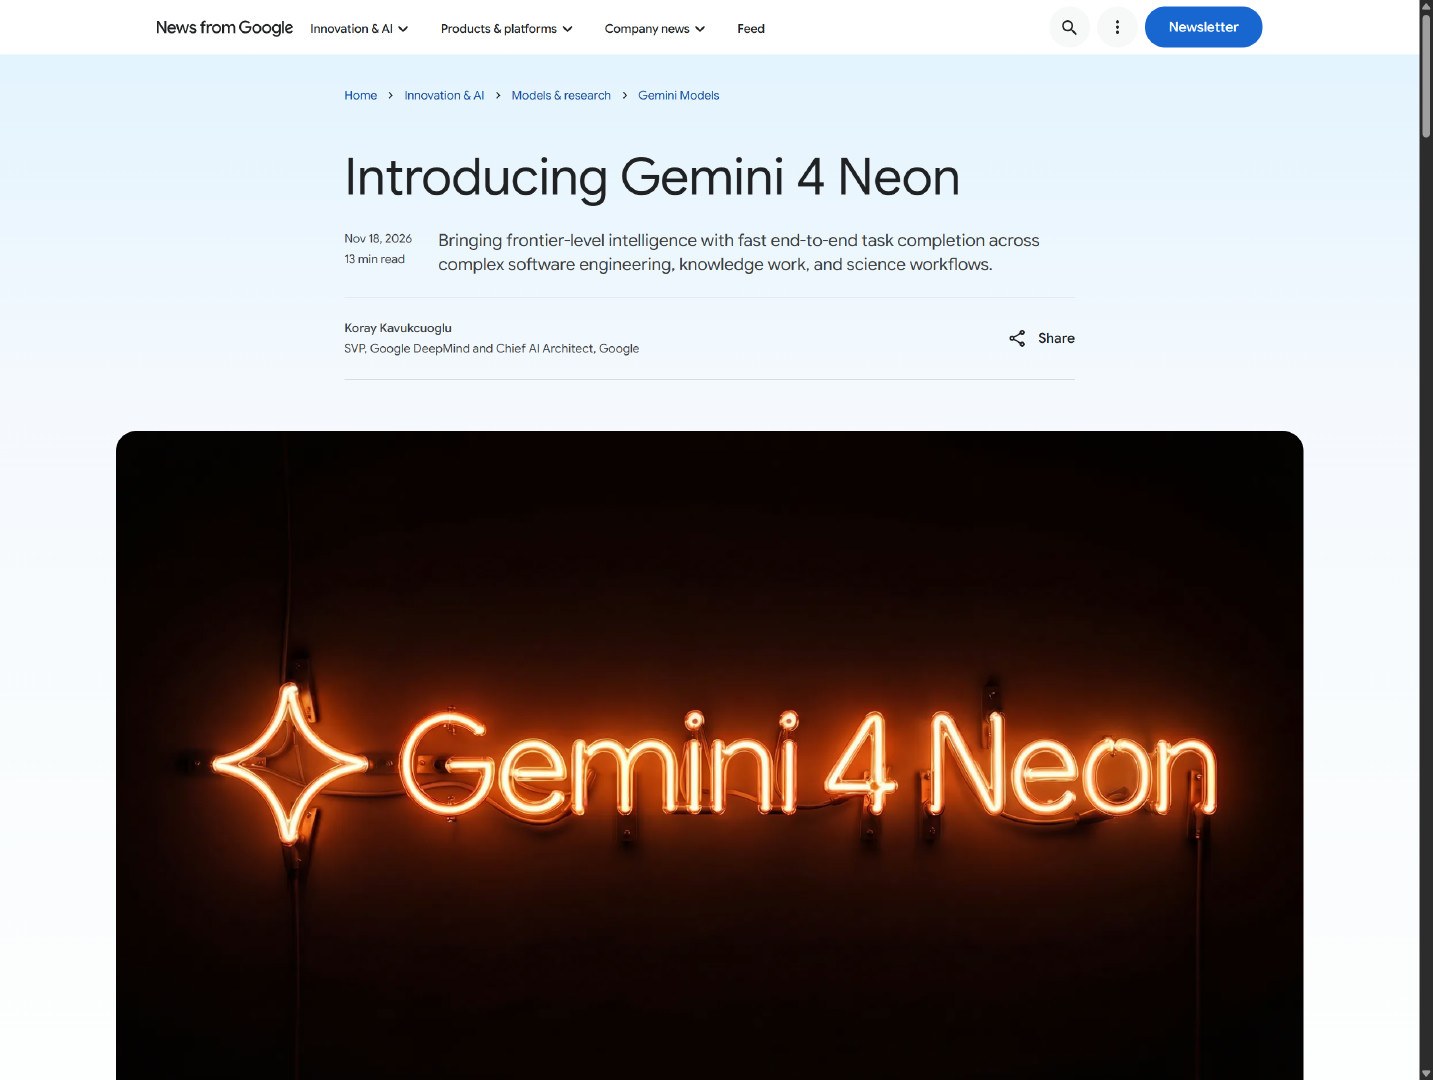 News from Google
Innovation & AI
Products & platforms
Company news
Feed
Newsletter
Home > Innovation & AI > Models & research > Gemini Models
Introducing Gemini 4 Neon
Nov 18, 2026
13 min read
Bringing frontier-level intelligence with fast end-to-end task completion across
complex software engineering, knowledge work, and science workflows.
Koray Kavukcuoglu
SVP, Google DeepMind and Chief AI Architect, Google
Share
Gemini 4 Neon